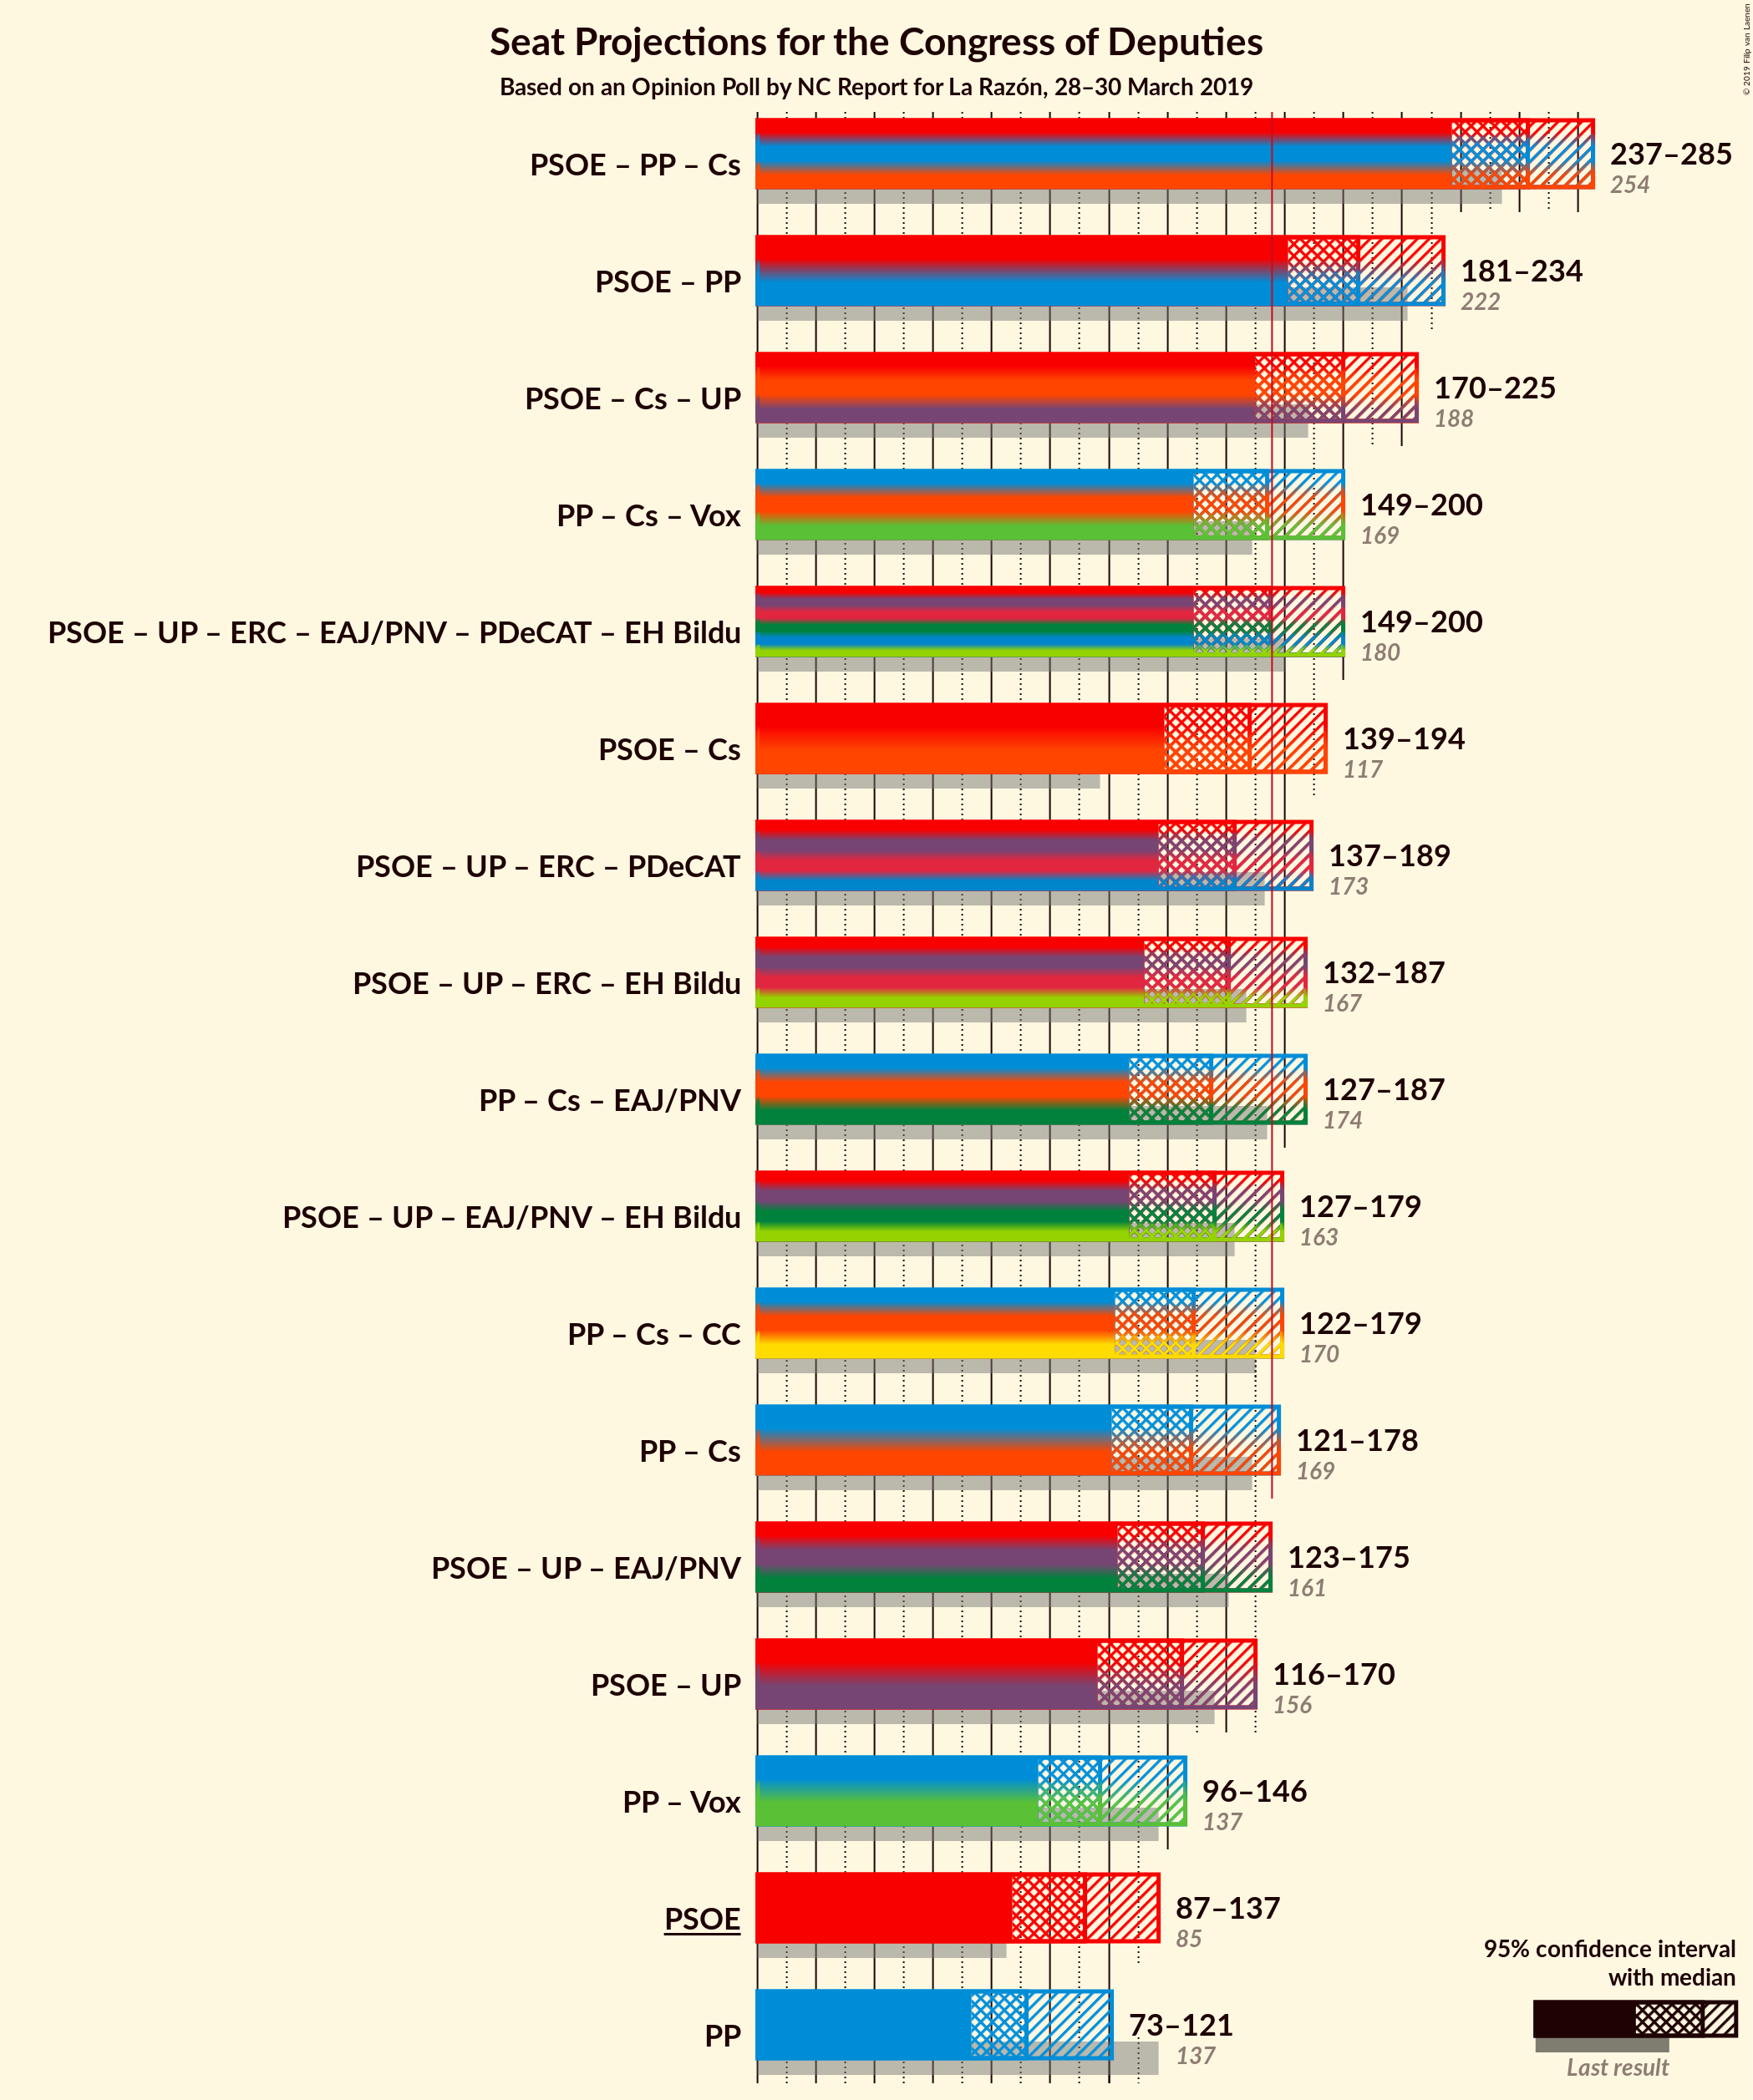 Seat Projections for the Congress of Deputies
Based on an Opinion Poll by NC Report for La Razón, 28–30 March 2019
© 2019 Filip van Laenen
PSOE – PP – Cs
237–285
254
PSOE – PP
181–234
222
PSOE – Cs – UP
170–225
188
PP – Cs – Vox
149–200
169
PSOE – UP – ERC – EAJ/PNV – PDeCAT – EH Bildu
149–200
180
PSOE – Cs
139–194
117
PSOE – UP – ERC – PDeCAT
137–189
173
PSOE – UP – ERC – EH Bildu
132–187
167
PP – Cs – EAJ/PNV
127–187
174
PSOE – UP – EAJ/PNV – EH Bildu
127–179
163
PP – Cs – CC
122–179
170
PP – Cs
121–178
169
PSOE – UP – EAJ/PNV
123–175
161
PSOE – UP
116–170
156
PP – Vox
96–146
137
PSOE
87–137
85
PP
73–121
137
95% confidence interval
with median
Last result